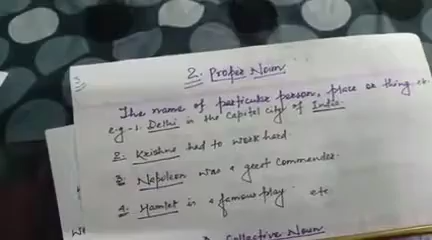 2. Proper Noun
The name of particular person, place or thing. etc.
e.g - 1. Delhi is the Capital city of India.
2. Krishna had to work hard.
3. Napoleon was a great Commander.
4. Hamlet is a famous play. etc
Collective Noun